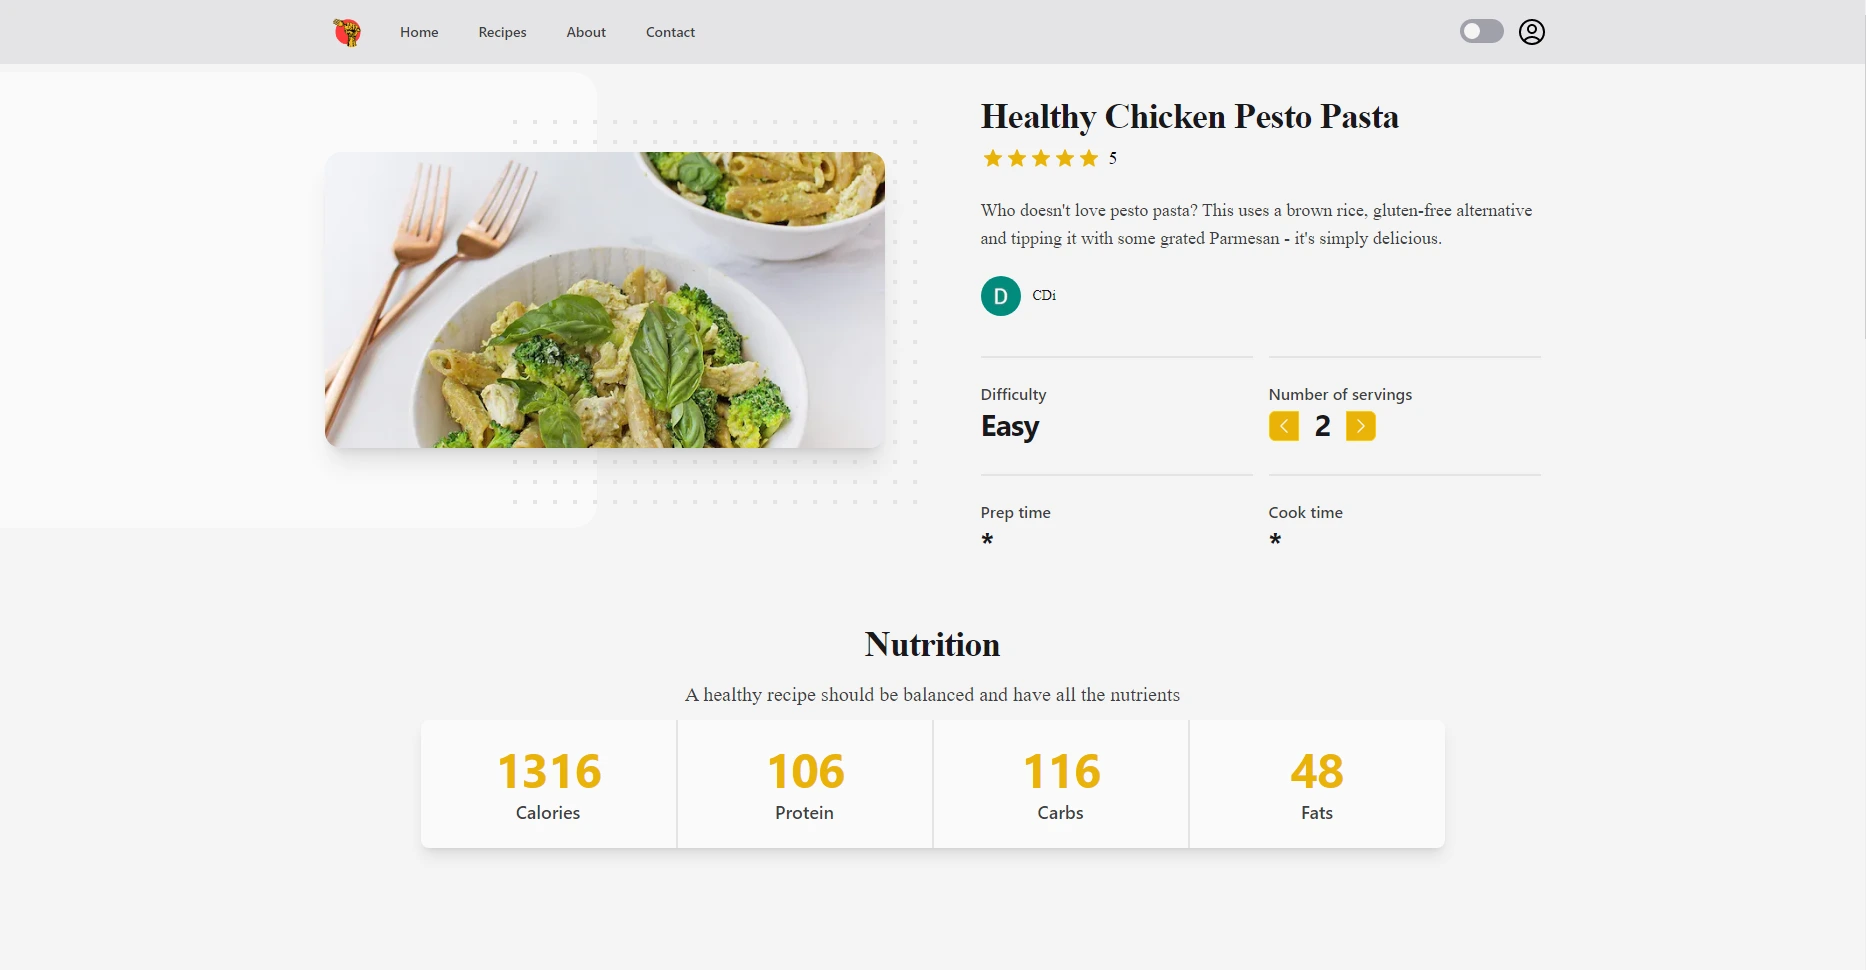 Home Recipes About Contact
Healthy Chicken Pesto Pasta
5
Who doesn't love pesto pasta? This uses a brown rice, gluten-free alternative
and tipping it with some grated Parmesan - it's simply delicious.
D CDi
Difficulty
Easy
Number of servings
2
Prep time
*
Cook time
*
Nutrition
A healthy recipe should be balanced and have all the nutrients
1316
Calories
106
Protein
116
Carbs
48
Fats